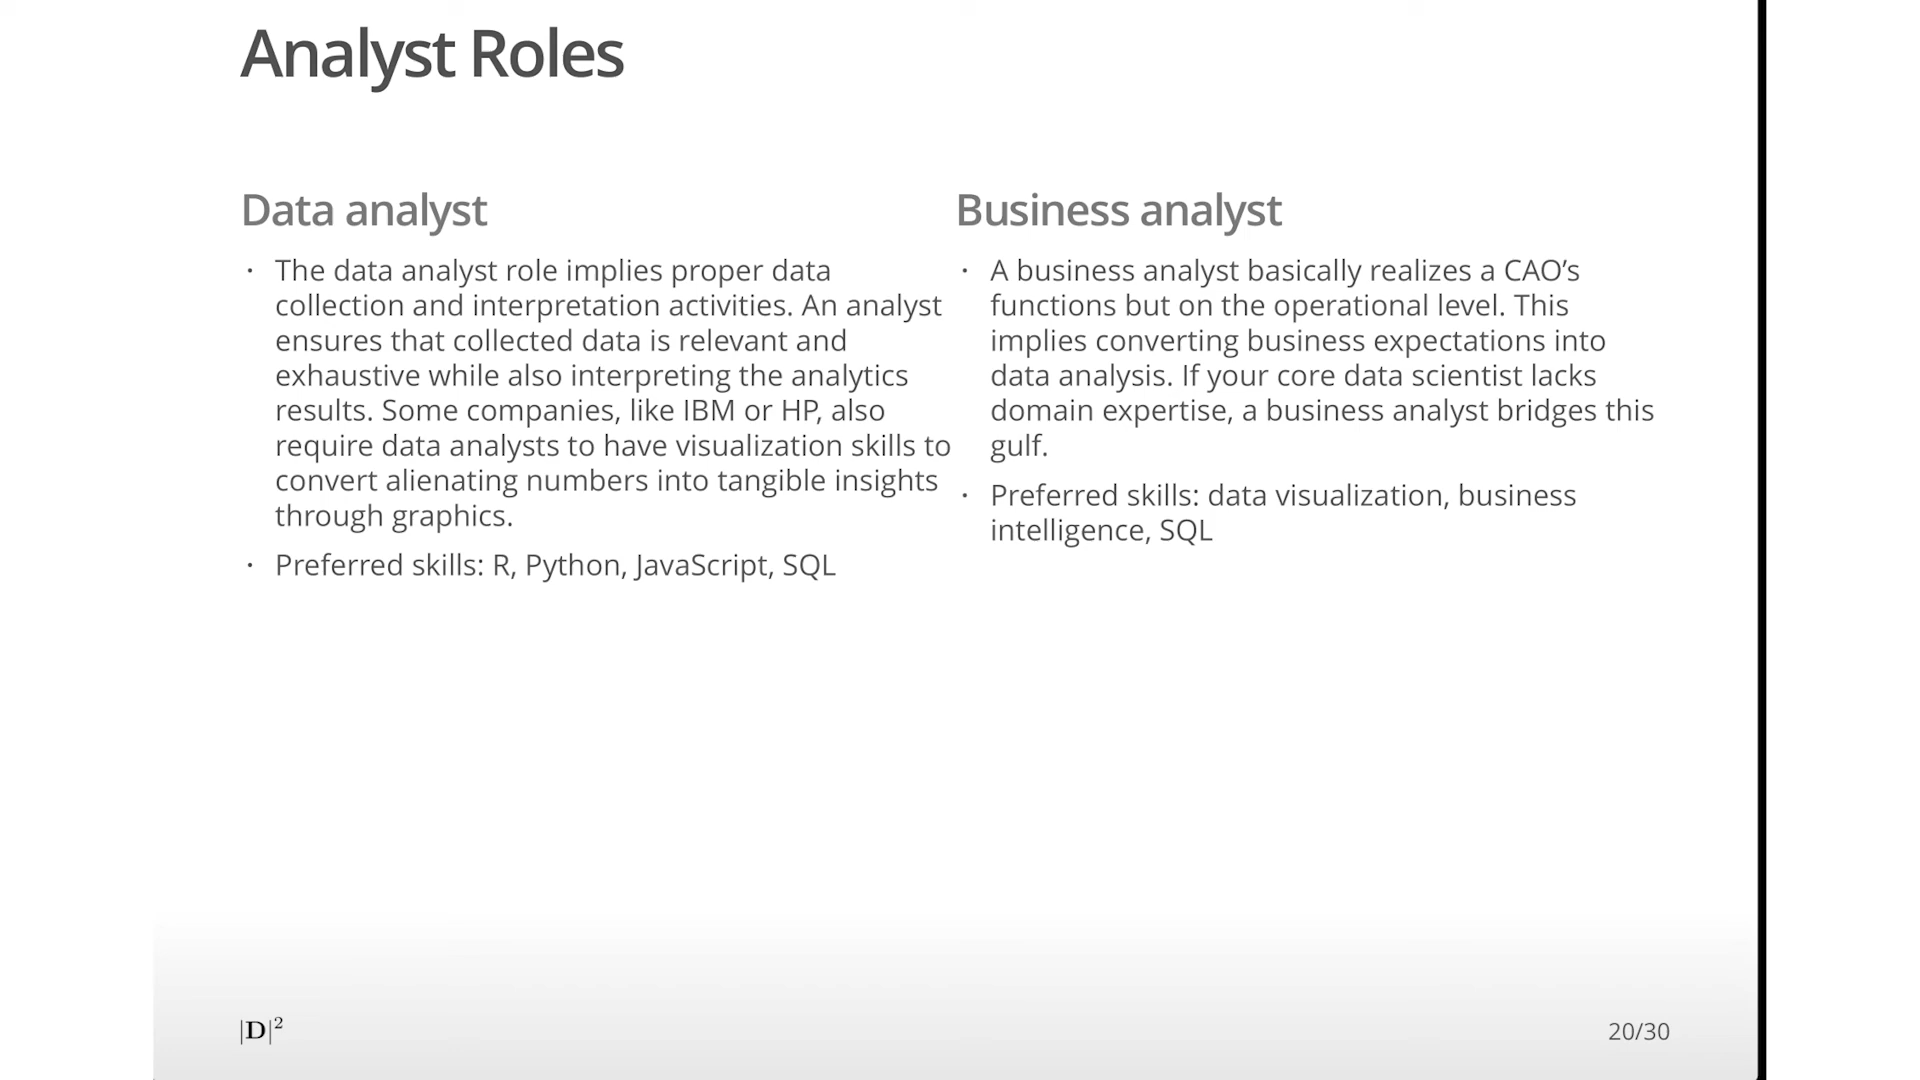 Analyst Roles
Data analyst
· The data analyst role implies proper data
collection and interpretation activities. An analyst
ensures that collected data is relevant and
exhaustive while also interpreting the analytics
results. Some companies, like IBM or HP, also
require data analysts to have visualization skills to
convert alienating numbers into tangible insights
through graphics.
· Preferred skills: R, Python, JavaScript, SQL
Business analyst
· A business analyst basically realizes a CAO’s
functions but on the operational level. This
implies converting business expectations into
data analysis. If your core data scientist lacks
domain expertise, a business analyst bridges this
gulf.
· Preferred skills: data visualization, business
intelligence, SQL
|D|²
20/30